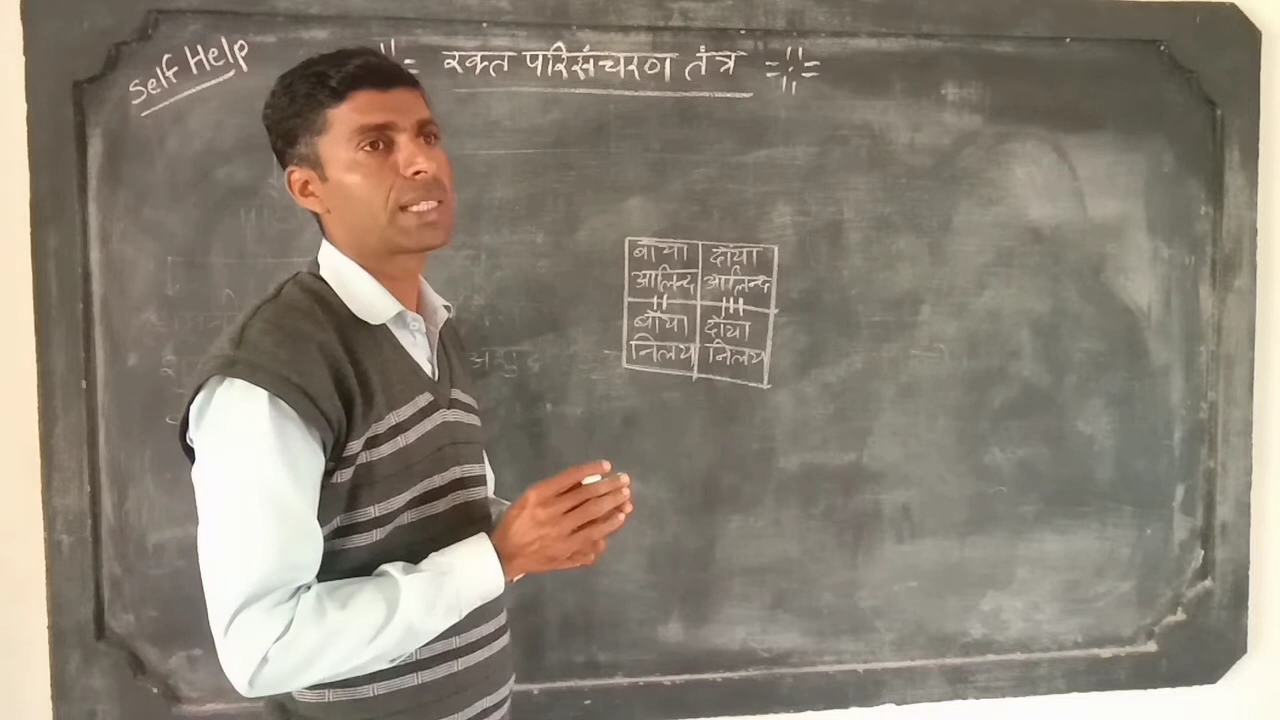 Self Help
रक्त परिसंचरण तंत्र
बाया दाँया
आलिन्द आलिन्द
बाँया दाँया
निलय निलय